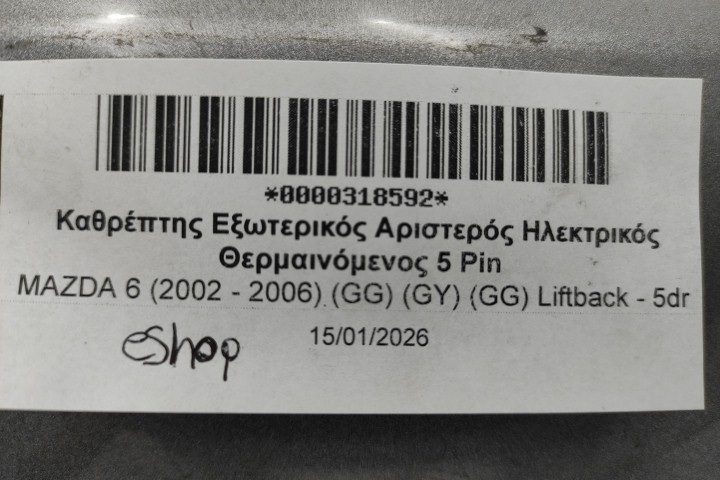 *0000318592*
Καθρέπτης Εξωτερικός Αριστερός Ηλεκτρικός
Θερμαινόμενος 5 Pin
MAZDA 6 (2002 - 2006) (GG) (GY) (GG) Liftback - 5dr
15/01/2026
eshop